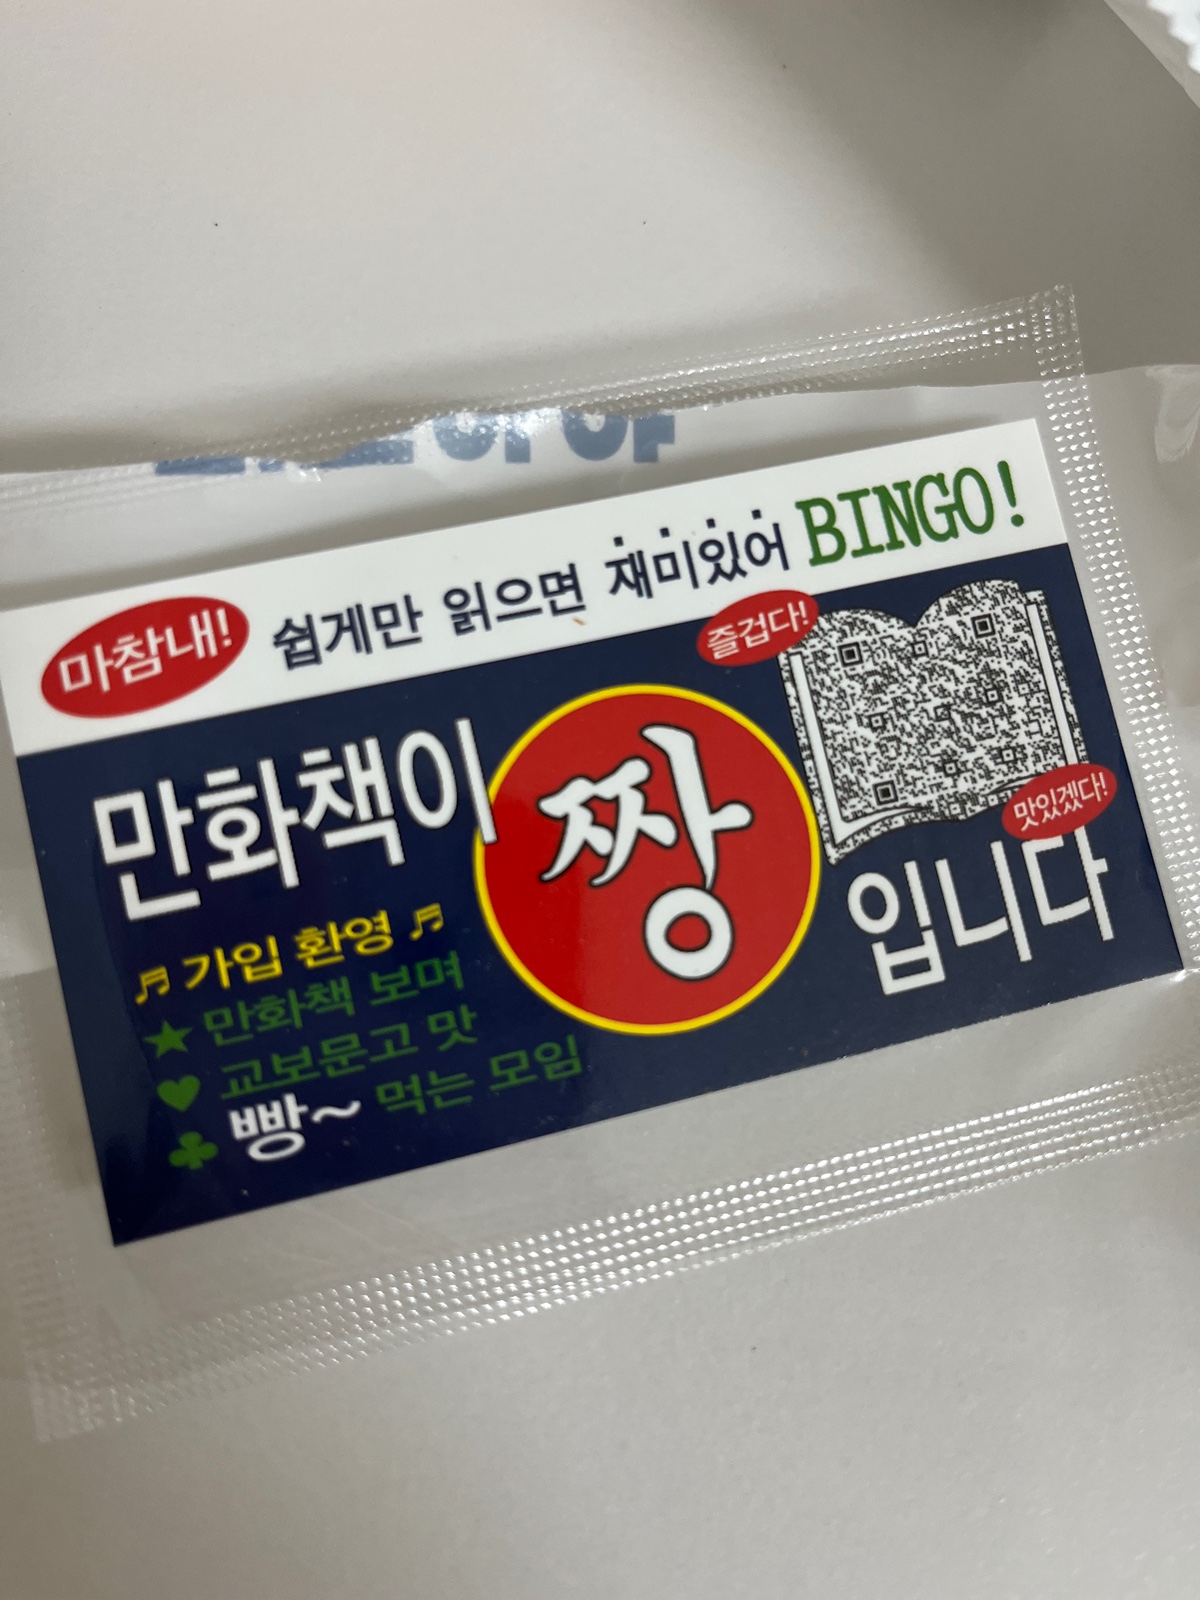 마참내! 쉽게만 읽으면 재미있어 BINGO!
즐겁다!
만화책이 짱 입니다
맛있겠다!
♬ 가입 환영 ♬
★ 만화책 보며
♥ 교보문고 맛
♣ 빵~ 먹는 모임